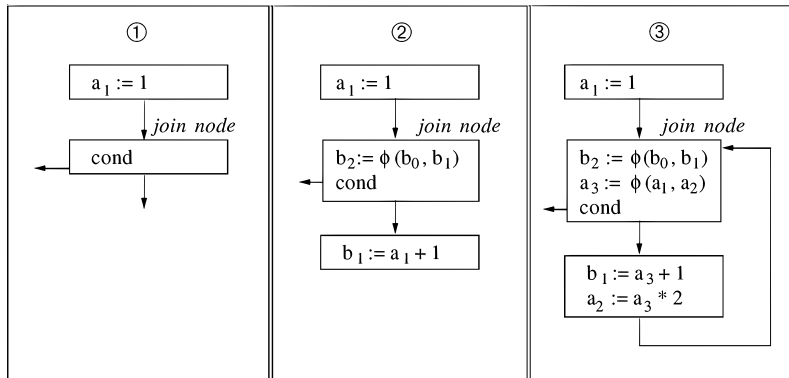 ①
a₁ := 1
join node
cond
②
a₁ := 1
join node
b₂:= ϕ (b₀, b₁)
cond
b₁:= a₁ + 1
③
a₁ := 1
join node
b₂ := ϕ (b₀, b₁)
a₃ := ϕ (a₁, a₂)
cond
b₁:= a₃ + 1
a₂ := a₃ * 2